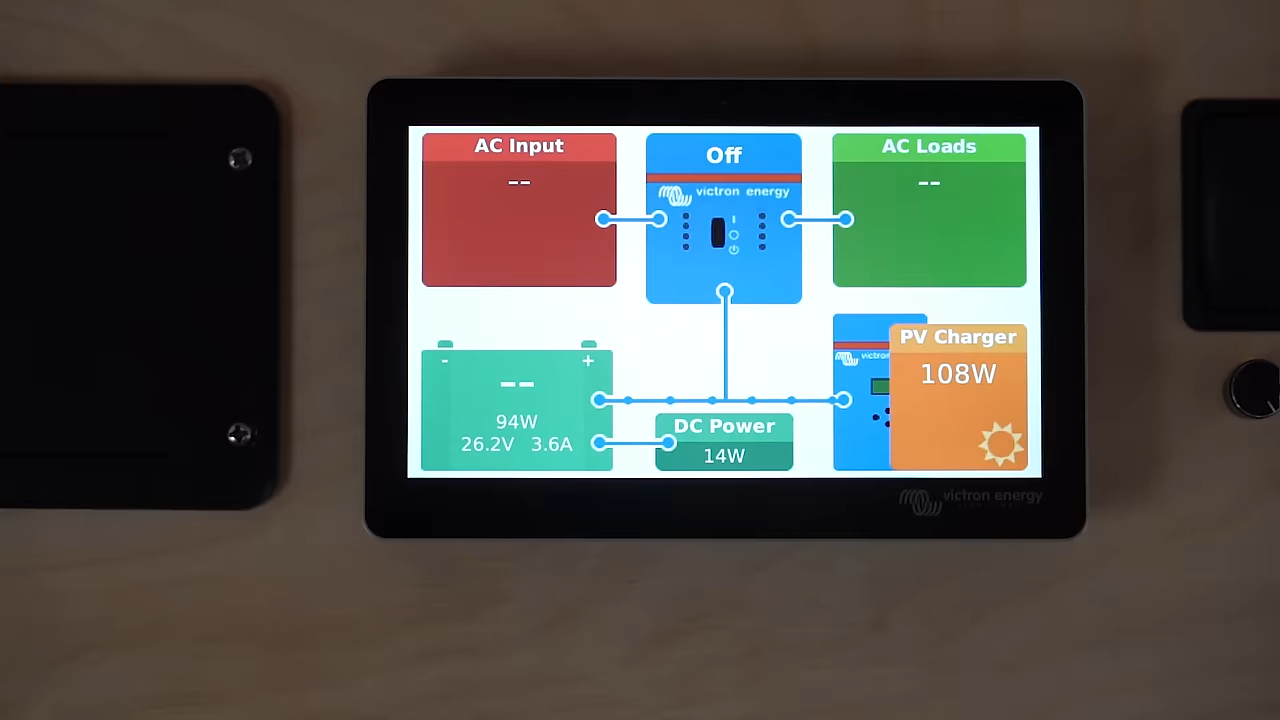 AC Input
--
Off
victron energy
AC Loads
--
- +
--
94W
26.2V 3.6A
DC Power
14W
victron
PV Charger
108W
victron energy